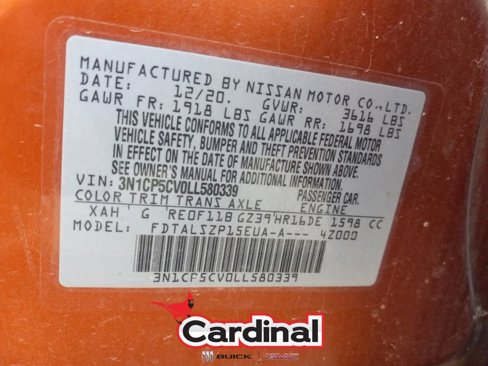 MANUFACTURED BY NISSAN MOTOR CO.,LTD.
DATE: 12/20. GVWR: 3616 LBS
GAWR FR: 1918 LBS GAWR RR: 1698 LBS
THIS VEHICLE CONFORMS TO ALL APPLICABLE FEDERAL MOTOR
VEHICLE SAFETY, BUMPER AND THEFT PREVENTION STANDARDS
IN EFFECT ON THE DATE OF MANUFACTURE SHOWN ABOVE.
SEE OWNER'S MANUAL FOR ADDITIONAL INFORMATION.
VIN: 3N1CP5CV0LL580339 PASSENGER CAR.
COLOR TRIM TRANS AXLE ENGINE
XAH G RE0F11B GZ39 HR16DE 1598 CC
MODEL: FDTALSZP15EUA-A--- 4Z000
3N1CP5CV0LL580339
Cardinal
BUICK GMC